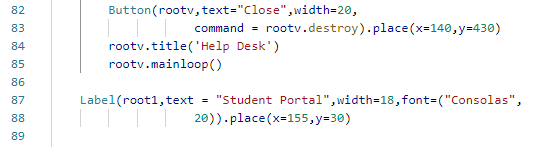 82 Button(rootv,text="Close",width=20,
83 command = rootv.destroy).place(x=140,y=430)
84 rootv.title('Help Desk')
85 rootv.mainloop()
86
87 Label(root1,text = "Student Portal",width=18,font=("Consolas",
88 20)).place(x=155,y=30)
89